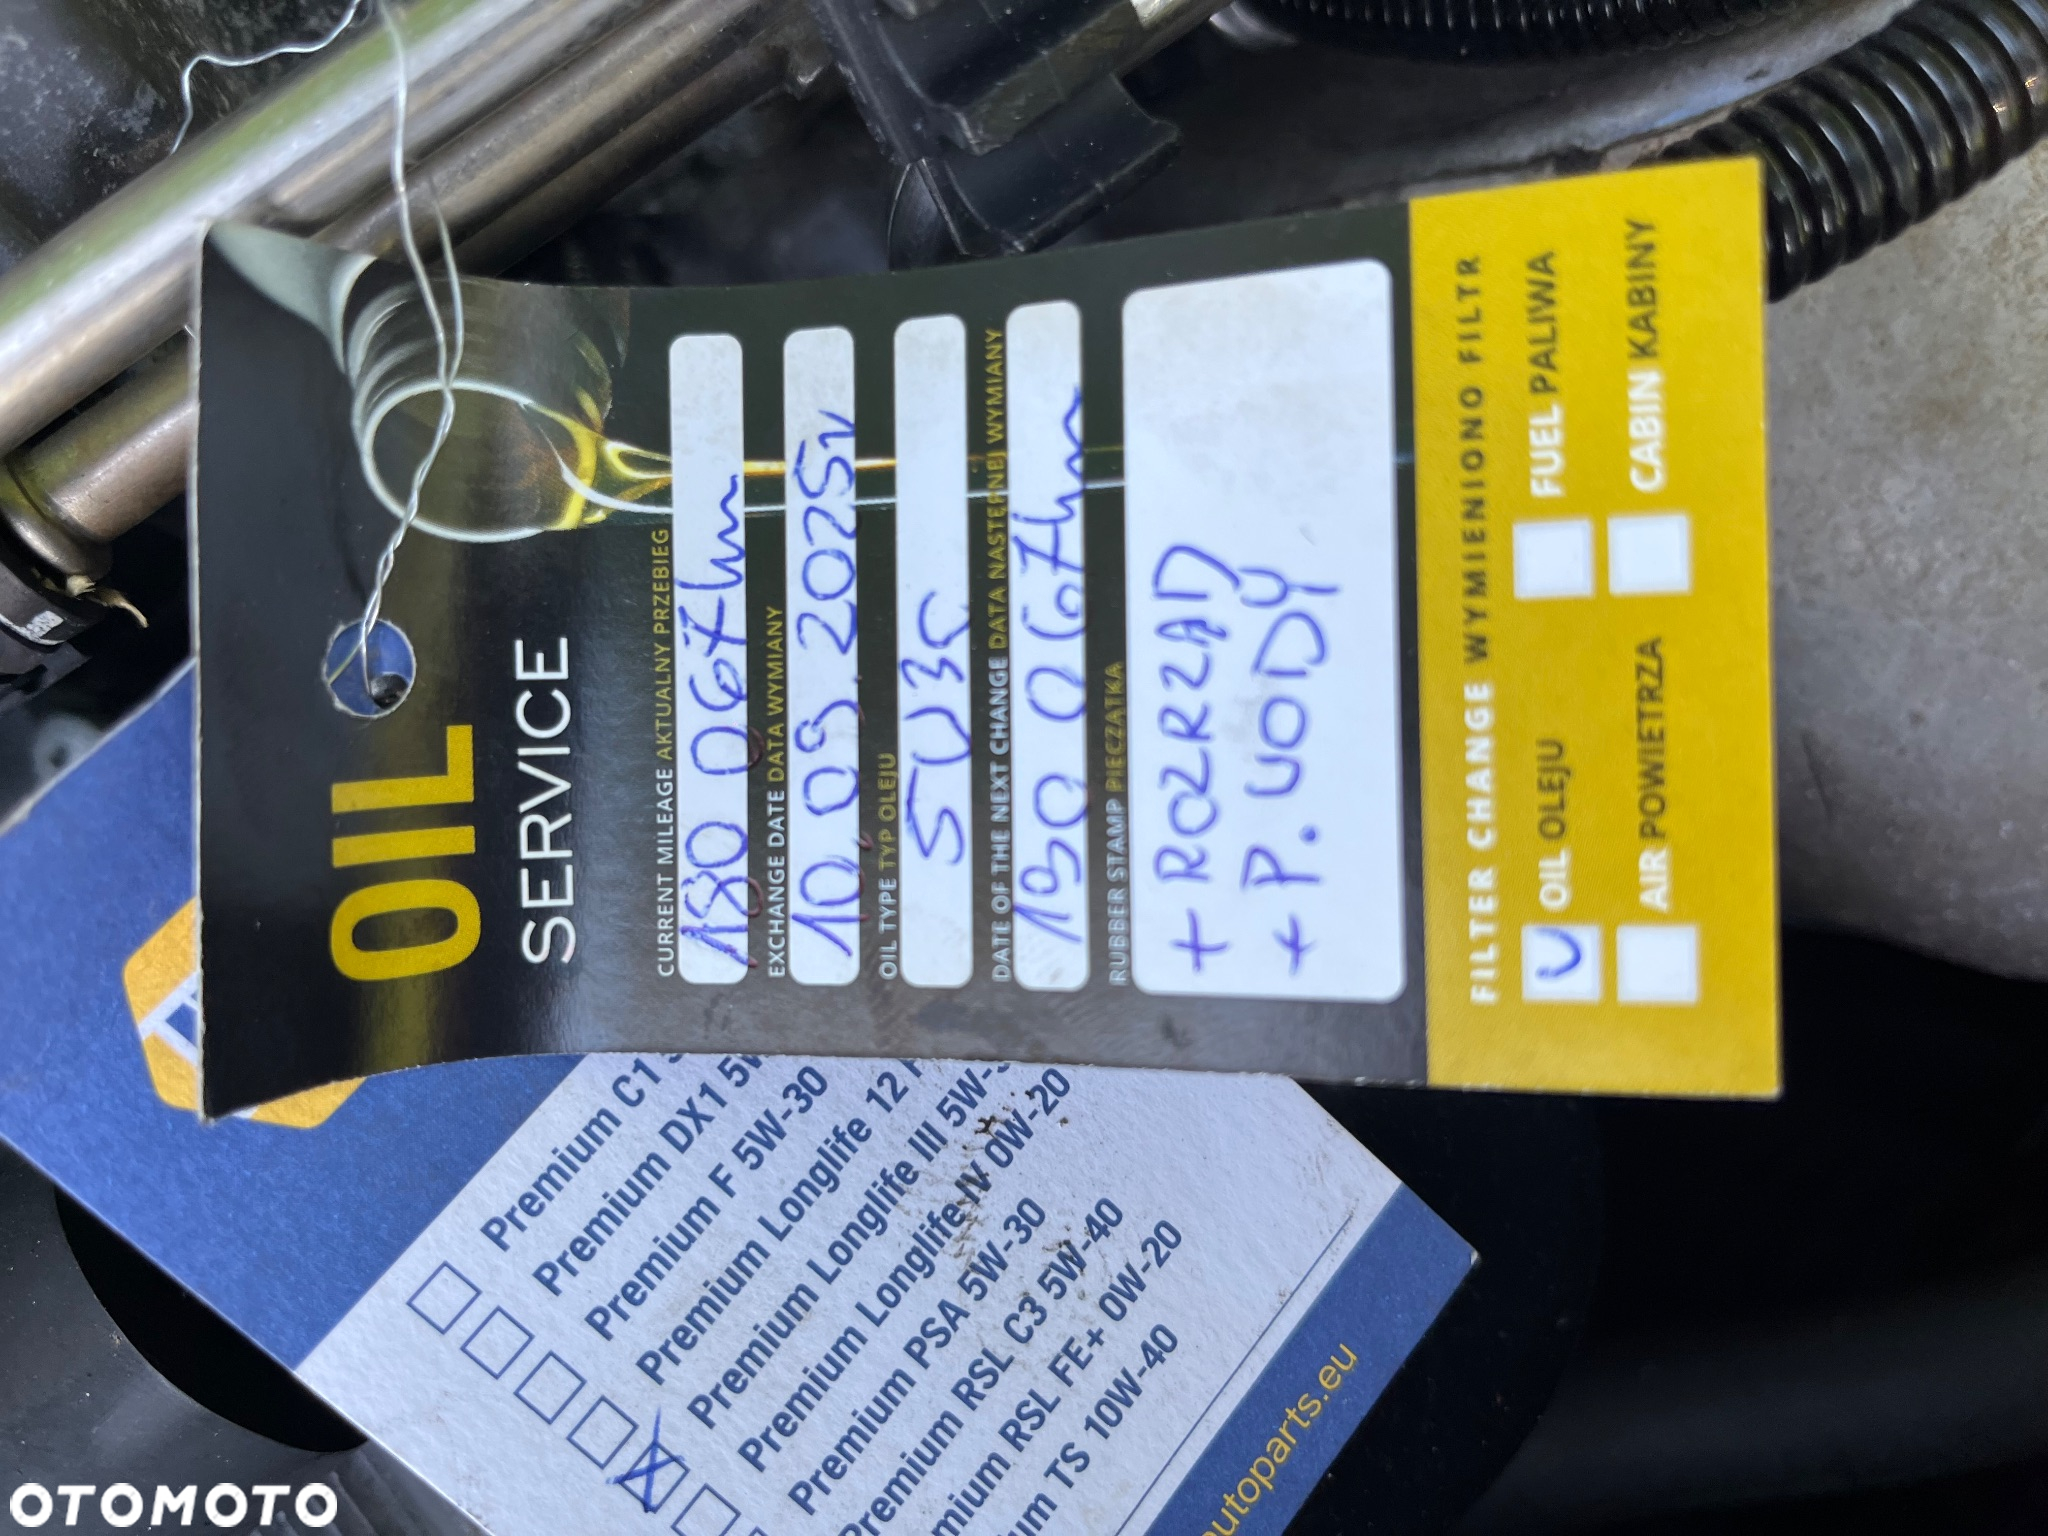 OIL
SERVICE
CURRENT MILEAGE AKTUALNY PRZEBIEG
180 067km
EXCHANGE DATE DATA WYMIANY
10.09.2025r
OIL TYPE TYP OLEJU
5W30
DATE OF THE NEXT CHANGE DATA NASTĘPNEJ WYMIANY
190 067km
RUBBER STAMP PIECZĄTKA
+ ROZRZĄD
+ P. WODY
FILTER CHANGE WYMIENIONO FILTR
OIL OLEJU
FUEL PALIWA
AIR POWIETRZA
CABIN KABINY
Premium C1
Premium DX1
Premium F 5W-30
Premium Longlife 12
Premium Longlife III
Premium Longlife IV 0W-20
Premium PSA 5W-30
Premium RSL C3 5W-40
mium RSL FE+ 0W-20
ium TS 10W-40
autoparts.eu
OTOMOTO